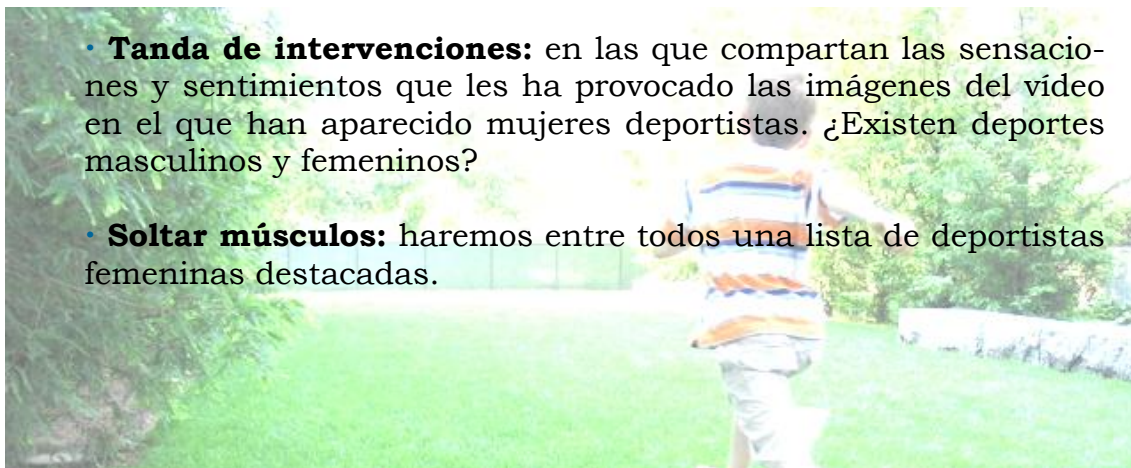 · Tanda de intervenciones: en las que compartan las sensacio-
nes y sentimientos que les ha provocado las imágenes del vídeo
en el que han aparecido mujeres deportistas. ¿Existen deportes
masculinos y femeninos?
· Soltar músculos: haremos entre todos una lista de deportistas
femeninas destacadas.